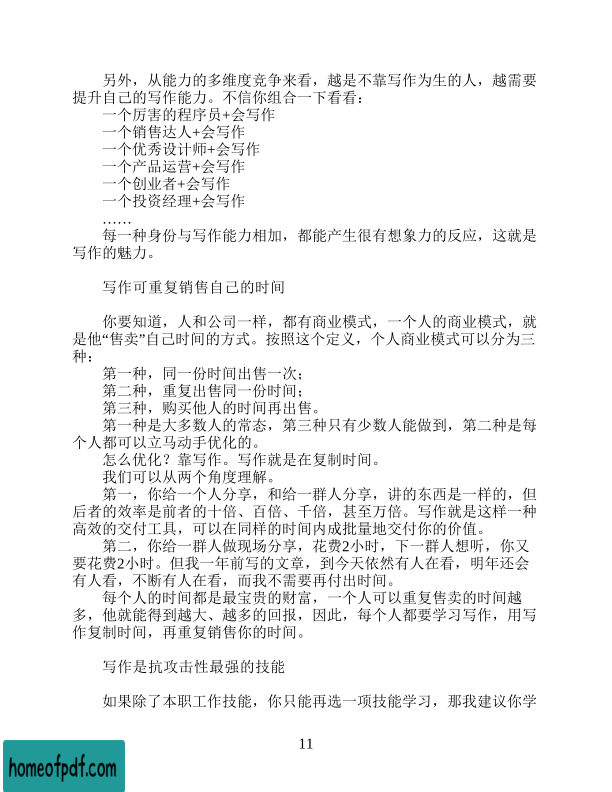 另外，从能力的多维度竞争来看，越是不靠写作为生的人，越需要
提升自己的写作能力。不信你组合一下看看：
一个厉害的程序员+会写作
一个销售达人+会写作
一个优秀设计师+会写作
一个产品运营+会写作
一个创业者+会写作
一个投资经理+会写作
……
每一种身份与写作能力相加，都能产生很有想象力的反应，这就是
写作的魅力。
写作可重复销售自己的时间
你要知道，人和公司一样，都有商业模式，一个人的商业模式，就
是他“售卖”自己时间的方式。按照这个定义，个人商业模式可以分为三
种：
第一种，同一份时间出售一次；
第二种，重复出售同一份时间；
第三种，购买他人的时间再出售。
第一种是大多数人的常态，第三种只有少数人能做到，第二种是每
个人都可以立马动手优化的。
怎么优化？靠写作。写作就是在复制时间。
我们可以从两个角度理解。
第一，你给一个人分享，和给一群人分享，讲的东西是一样的，但
后者的效率是前者的十倍、百倍、千倍，甚至万倍。写作就是这样一种
高效的交付工具，可以在同样的时间内成批量地交付你的价值。
第二，你给一群人做现场分享，花费2小时，下一群人想听，你又
要花费2小时。但我一年前写的文章，到今天依然有人在看，明年还会
有人看，不断有人在看，而我不需要再付出时间。
每个人的时间都是最宝贵的财富，一个人可以重复售卖的时间越
多，他就能得到越大、越多的回报，因此，每个人都要学习写作，用写
作复制时间，再重复销售你的时间。
写作是抗攻击性最强的技能
如果除了本职工作技能，你只能再选一项技能学习，那我建议你学
11
homeofpdf.com